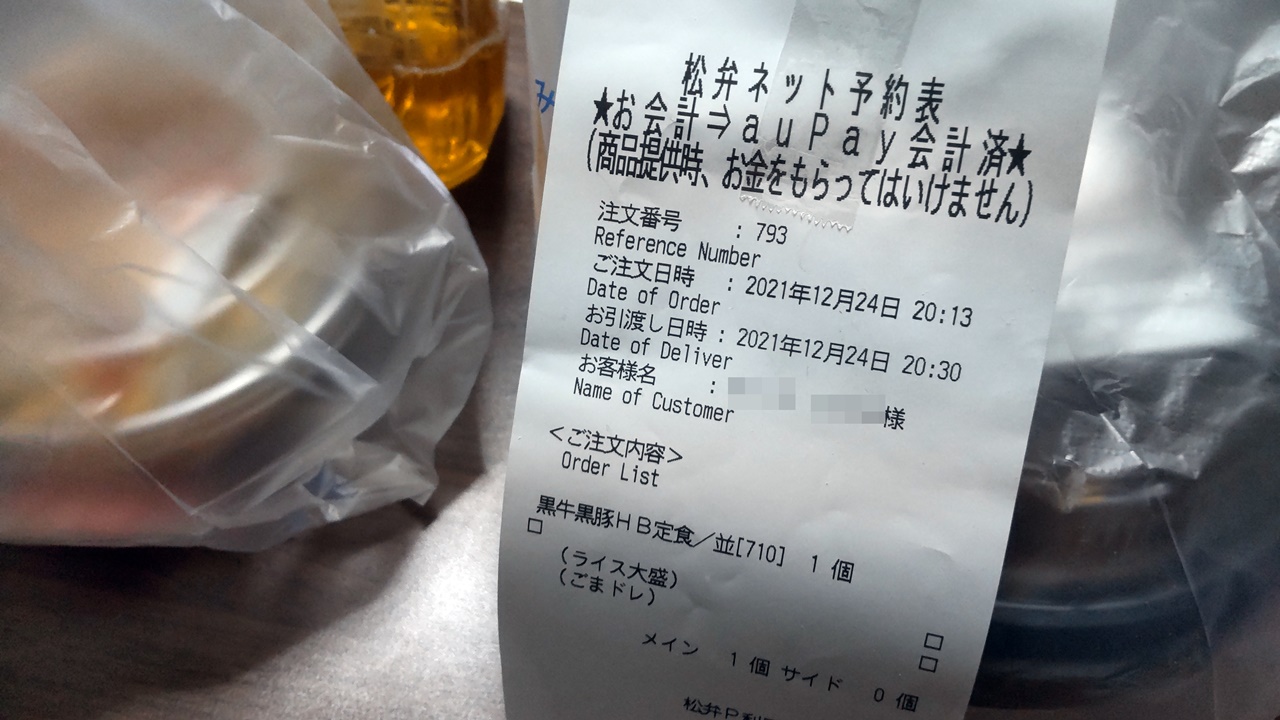 松弁ネット予約表
★お会計⇒auPay会計済★
(商品提供時、お金をもらってはいけません)
注文番号 : 793
Reference Number
ご注文日時 : 2021年12月24日 20:13
Date of Order
お引渡し日時 : 2021年12月24日 20:30
Date of Deliver
お客様名 : 様
Name of Customer
<ご注文内容>
Order List
黒牛黒豚HB定食／並[710] 1個
□
(ライス大盛)
(ごまドレ)
□
□
メイン 1個 サイド 0個
松弁P利
み